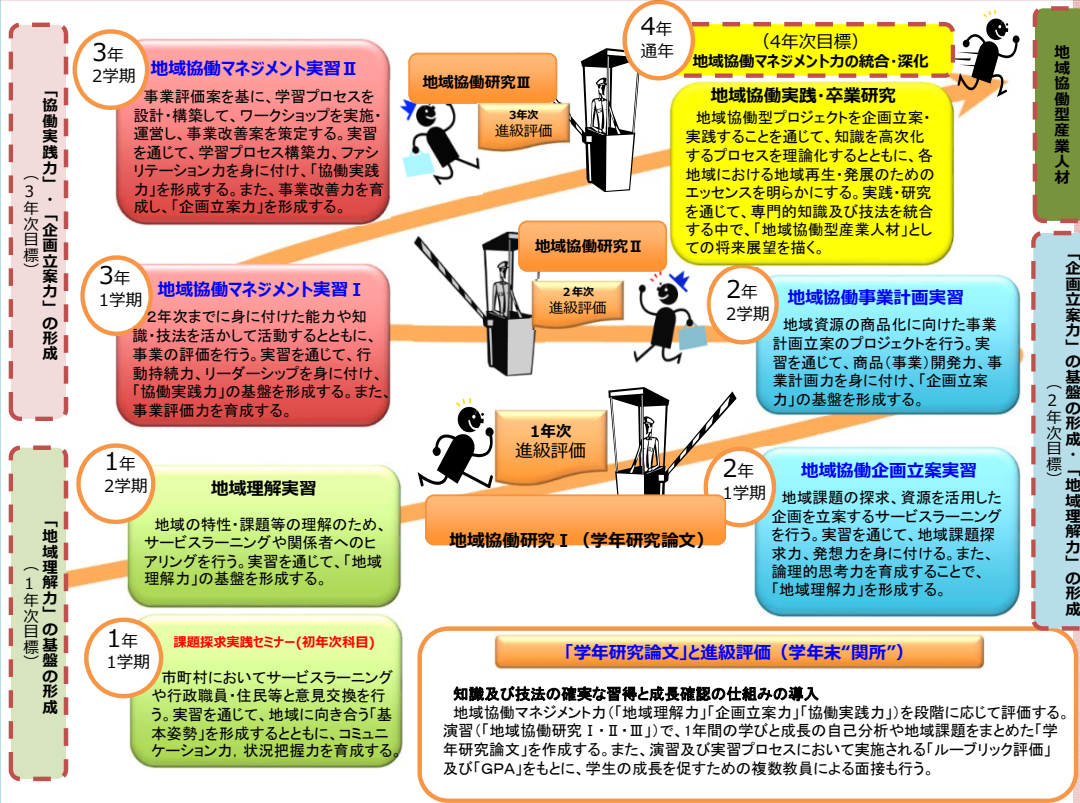 「協働実践力」・「企画立案力」の形成
（3年次目標）
3年
2学期
地域協働マネジメント実習Ⅱ
事業評価案を基に、学習プロセスを
設計・構築して、ワークショップを実施・
運営し、事業改善案を策定する。実習
を通じて、学習プロセス構築力、ファシ
リテーション力を身に付け、「協働実践
力」を形成する。また、事業改善力を育
成し、「企画立案力」を形成する。
地域協働研究Ⅲ
3年次
進級評価
4年
通年
（4年次目標）
地域協働マネジメント力の統合・深化
地域協働実践・卒業研究
地域協働型プロジェクトを企画立案・
実践することを通じて、知識を高次化
するプロセスを理論化するとともに、各
地域における地域再生・発展のための
エッセンスを明らかにする。実践・研究
を通じて、専門的知識及び技法を統合
する中で、「地域協働型産業人材」とし
ての将来展望を描く。
地域協働型産業人材
3年
1学期
地域協働マネジメント実習Ⅰ
2年次までに身に付けた能力や知
識・技法を活かして活動するとともに、
事業の評価を行う。実習を通じて、行
動持続力、リーダーシップを身に付け、
「協働実践力」の基盤を形成する。また、
事業評価力を育成する。
地域協働研究Ⅱ
2年次
進級評価
2年
2学期
地域協働事業計画実習
地域資源の商品化に向けた事業
計画立案のプロジェクトを行う。実
習を通じて、商品（事業）開発力、事
業計画力を身に付け、「企画立案
力」の基盤を形成する。
「企画立案力」の基盤の形成・「地域理解力」の形成
（2年次目標）
「地域理解力」の基盤の形成
（1年次目標）
1年
2学期
地域理解実習
地域の特性・課題等の理解のため、
サービスラーニングや関係者へのヒ
アリングを行う。実習を通じて、「地域
理解力」の基盤を形成する。
1年次
進級評価
地域協働研究Ⅰ（学年研究論文）
2年
1学期
地域協働企画立案実習
地域課題の探求、資源を活用した
企画を立案するサービスラーニング
を行う。実習を通じて、地域課題探
求力、発想力を身に付ける。また、
論理的思考力を育成することで、
「地域理解力」を形成する。
1年
1学期
課題探求実践セミナー(初年次科目)
市町村においてサービスラーニング
や行政職員・住民等と意見交換を行
う。実習を通じて、地域に向き合う「基
本姿勢」を形成するとともに、コミュニ
ケーション力，状況把握力を育成する。
「学年研究論文」と進級評価（学年末“関所”）
知識及び技法の確実な習得と成長確認の仕組みの導入
地域協働マネジメント力（「地域理解力」「企画立案力」「協働実践力」）を段階に応じて評価する。
演習（「地域協働研究Ⅰ・Ⅱ・Ⅲ」）で、1年間の学びと成長の自己分析や地域課題をまとめた「学
年研究論文」を作成する。また、演習及び実習プロセスにおいて実施される「ルーブリック評価」
及び「GPA」をもとに、学生の成長を促すための複数教員による面接も行う。